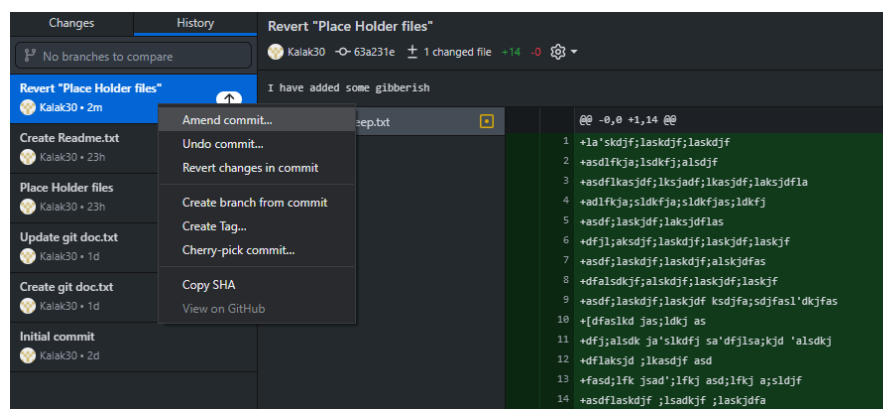 Changes
History
No branches to compare
Revert "Place Holder files"
Kalak30 • 2m
Create Readme.txt
Kalak30 • 23h
Place Holder files
Kalak30 • 23h
Update git doc.txt
Kalak30 • 1d
Create git doc.txt
Kalak30 • 1d
Initial commit
Kalak30 • 2d
Amend commit...
Undo commit...
Revert changes in commit
Create branch from commit
Create Tag...
Cherry-pick commit...
Copy SHA
View on GitHub
Revert "Place Holder files"
Kalak30 63a231e 1 changed file +14 -0
I have added some gibberish
eep.txt
@@ -0,0 +1,14 @@
1 +la'skdjf;laskdjf;laskdjf
2 +asdlfkja;lsdkfj;alsdjf
3 +asdflkasjdf;lksjadf;lkasjdf;laksjdfla
4 +adlfkja;sldkfja;sldkfjas;ldkfj
5 +asdf;laskjdf;laksjdflas
6 +dfjl;aksdjf;laskdjf;laskjdf;laskjf
7 +asdf;laskjdf;laskdjf;alskjdfas
8 +dfalsdkjf;alskdjf;laskjdf;laskjf
9 +asdf;laskdjf;laskjdf ksdjfa;sdjfasl'dkjfas
10 +[dfaslkd jas;ldkj as
11 +dfj;alsdk ja'slkdfj sa'dfjlsa;kjd 'alsdkj
12 +dflaksjd ;lkasdjf asd
13 +fasd;lfk jsad';lfkj asd;lfkj a;sldjf
14 +asdflaskdjf ;lsadkjf ;laskjdfa